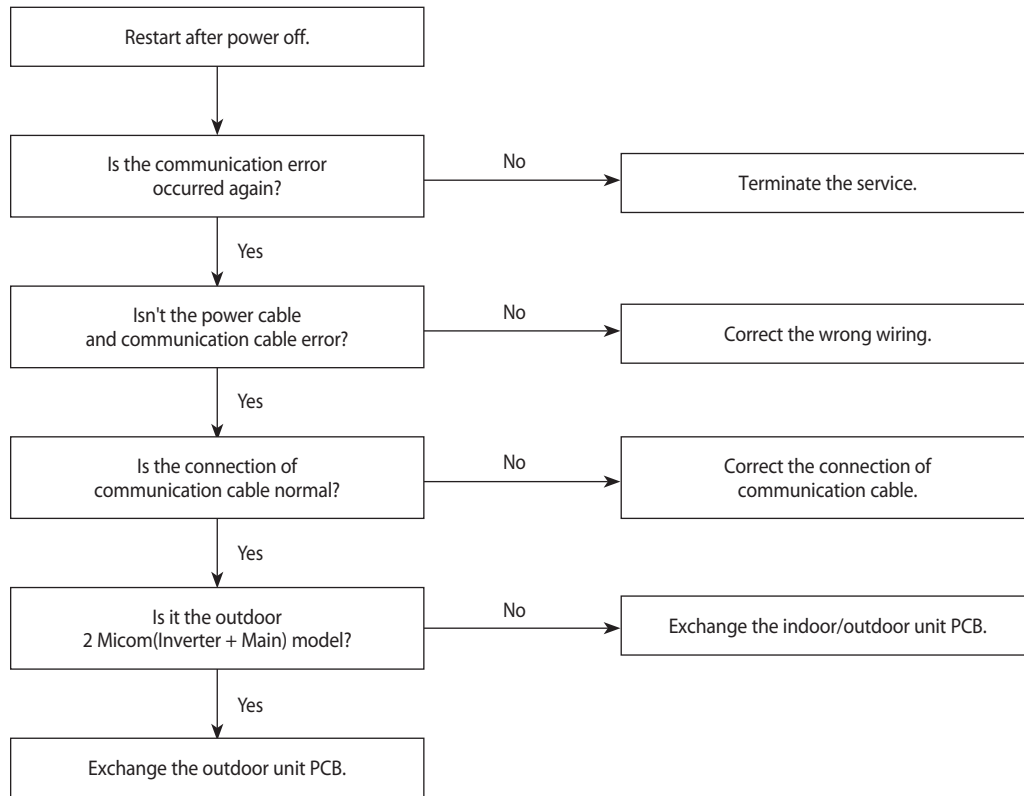 Restart after power off.
Is the communication error
occurred again?
No
Terminate the service.
Yes
Isn't the power cable
and communication cable error?
No
Correct the wrong wiring.
Yes
Is the connection of
communication cable normal?
No
Correct the connection of
communication cable.
Yes
Is it the outdoor
2 Micom(Inverter + Main) model?
No
Exchange the indoor/outdoor unit PCB.
Yes
Exchange the outdoor unit PCB.